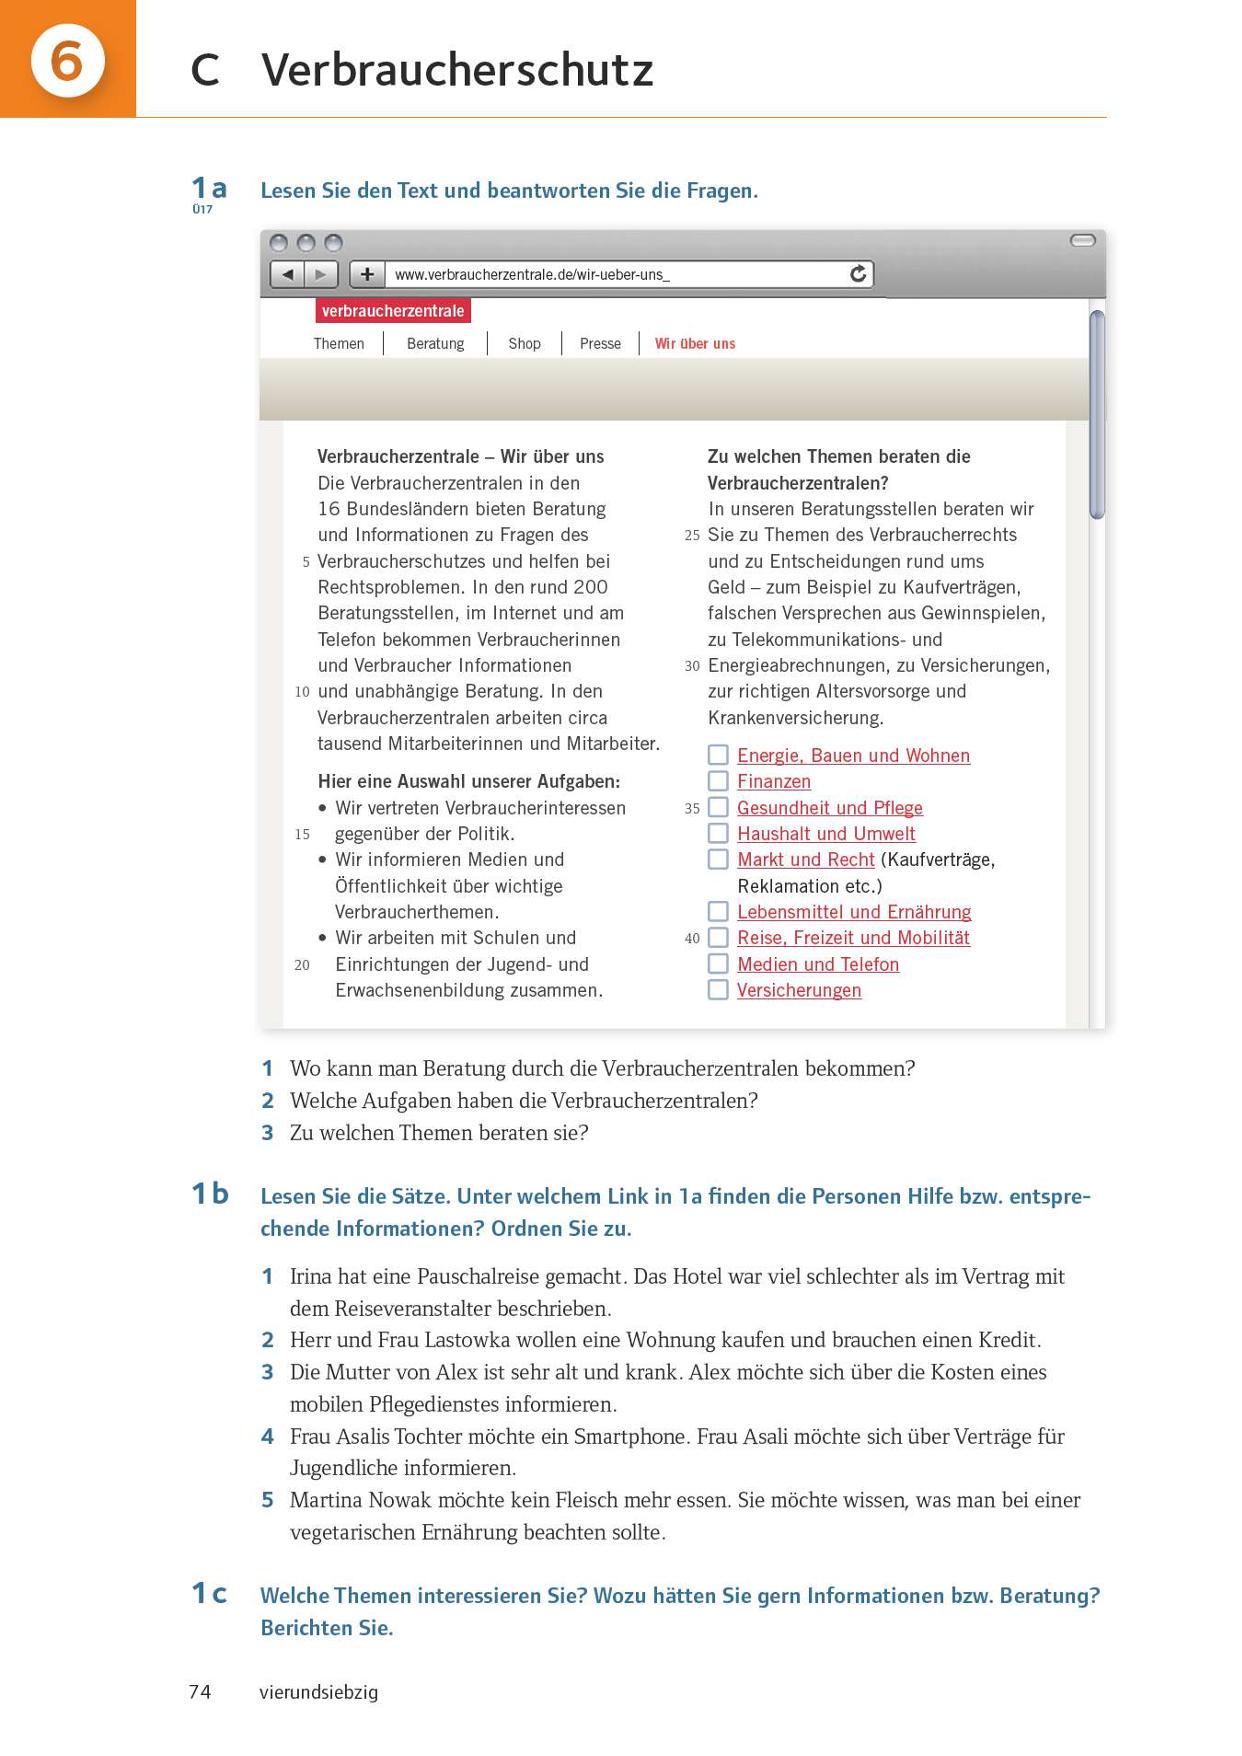 6
C Verbraucherschutz
1a Lesen Sie den Text und beantworten Sie die Fragen.
Ü17
www.verbraucherzentrale.de/wir-ueber-uns_
verbraucherzentrale
Themen Beratung Shop Presse Wir über uns
Verbraucherzentrale – Wir über uns
Die Verbraucherzentralen in den
16 Bundesländern bieten Beratung
und Informationen zu Fragen des
5 Verbraucherschutzes und helfen bei
Rechtsproblemen. In den rund 200
Beratungsstellen, im Internet und am
Telefon bekommen Verbraucherinnen
und Verbraucher Informationen
10 und unabhängige Beratung. In den
Verbraucherzentralen arbeiten circa
tausend Mitarbeiterinnen und Mitarbeiter.
Hier eine Auswahl unserer Aufgaben:
• Wir vertreten Verbraucherinteressen
15 gegenüber der Politik.
• Wir informieren Medien und
Öffentlichkeit über wichtige
Verbraucherthemen.
• Wir arbeiten mit Schulen und
20 Einrichtungen der Jugend- und
Erwachsenenbildung zusammen.
Zu welchen Themen beraten die
Verbraucherzentralen?
In unseren Beratungsstellen beraten wir
25 Sie zu Themen des Verbraucherrechts
und zu Entscheidungen rund ums
Geld – zum Beispiel zu Kaufverträgen,
falschen Versprechen aus Gewinnspielen,
zu Telekommunikations- und
30 Energieabrechnungen, zu Versicherungen,
zur richtigen Altersvorsorge und
Krankenversicherung.
Energie, Bauen und Wohnen
Finanzen
35 Gesundheit und Pflege
Haushalt und Umwelt
Markt und Recht (Kaufverträge,
Reklamation etc.)
Lebensmittel und Ernährung
40 Reise, Freizeit und Mobilität
Medien und Telefon
Versicherungen
1 Wo kann man Beratung durch die Verbraucherzentralen bekommen?
2 Welche Aufgaben haben die Verbraucherzentralen?
3 Zu welchen Themen beraten sie?
1b Lesen Sie die Sätze. Unter welchem Link in 1a finden die Personen Hilfe bzw. entspre-
chende Informationen? Ordnen Sie zu.
1 Irina hat eine Pauschalreise gemacht. Das Hotel war viel schlechter als im Vertrag mit
dem Reiseveranstalter beschrieben.
2 Herr und Frau Lastowka wollen eine Wohnung kaufen und brauchen einen Kredit.
3 Die Mutter von Alex ist sehr alt und krank. Alex möchte sich über die Kosten eines
mobilen Pflegedienstes informieren.
4 Frau Asalis Tochter möchte ein Smartphone. Frau Asali möchte sich über Verträge für
Jugendliche informieren.
5 Martina Nowak möchte kein Fleisch mehr essen. Sie möchte wissen, was man bei einer
vegetarischen Ernährung beachten sollte.
1c Welche Themen interessieren Sie? Wozu hätten Sie gern Informationen bzw. Beratung?
Berichten Sie.
74 vierundsiebzig